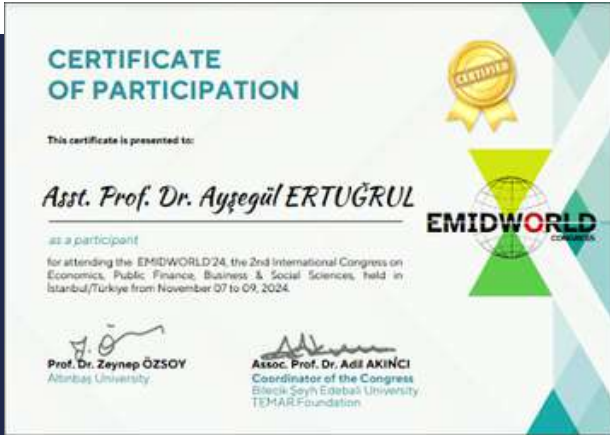 CERTIFICATE
OF PARTICIPATION
CERTIFIED
This certificate is presented to:
Asst. Prof. Dr. Ayşegül ERTUĞRUL
EMIDWORLD
CONGRESS
as a participant
for attending the EMIDWORLD'24, the 2nd International Congress on
Economics, Public Finance, Business & Social Sciences, held in
İstanbul/Türkiye from November 07 to 09, 2024.
Prof. Dr. Zeynep ÖZSOY
Altınbaş University
Assoc. Prof. Dr. Adil AKINCI
Coordinator of the Congress
Bilecik Şeyh Edebali University
TEMAR Foundation